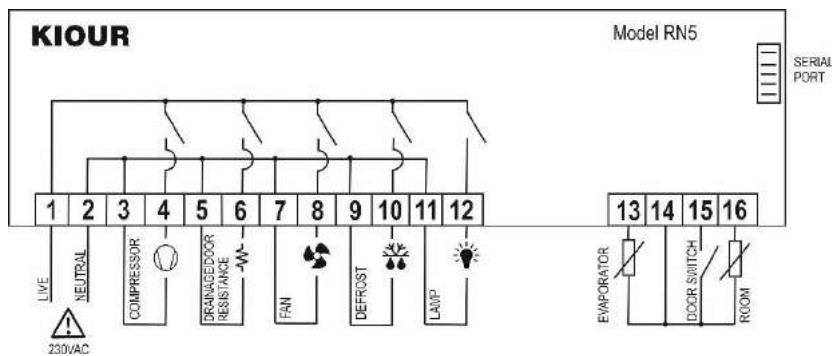 KIOUR
Model RN5
SERIAL
PORT
1 2 3 4 5 6 7 8 9 10 11 12
13 14 15 16
LIVE
NEUTRAL
COMPRESSOR
DRAINAGE/DOOR
RESISTANCE
FAN
DEFROST
LAMP
EVAPORATOR
DOOR SWITCH
ROOM
230VAC